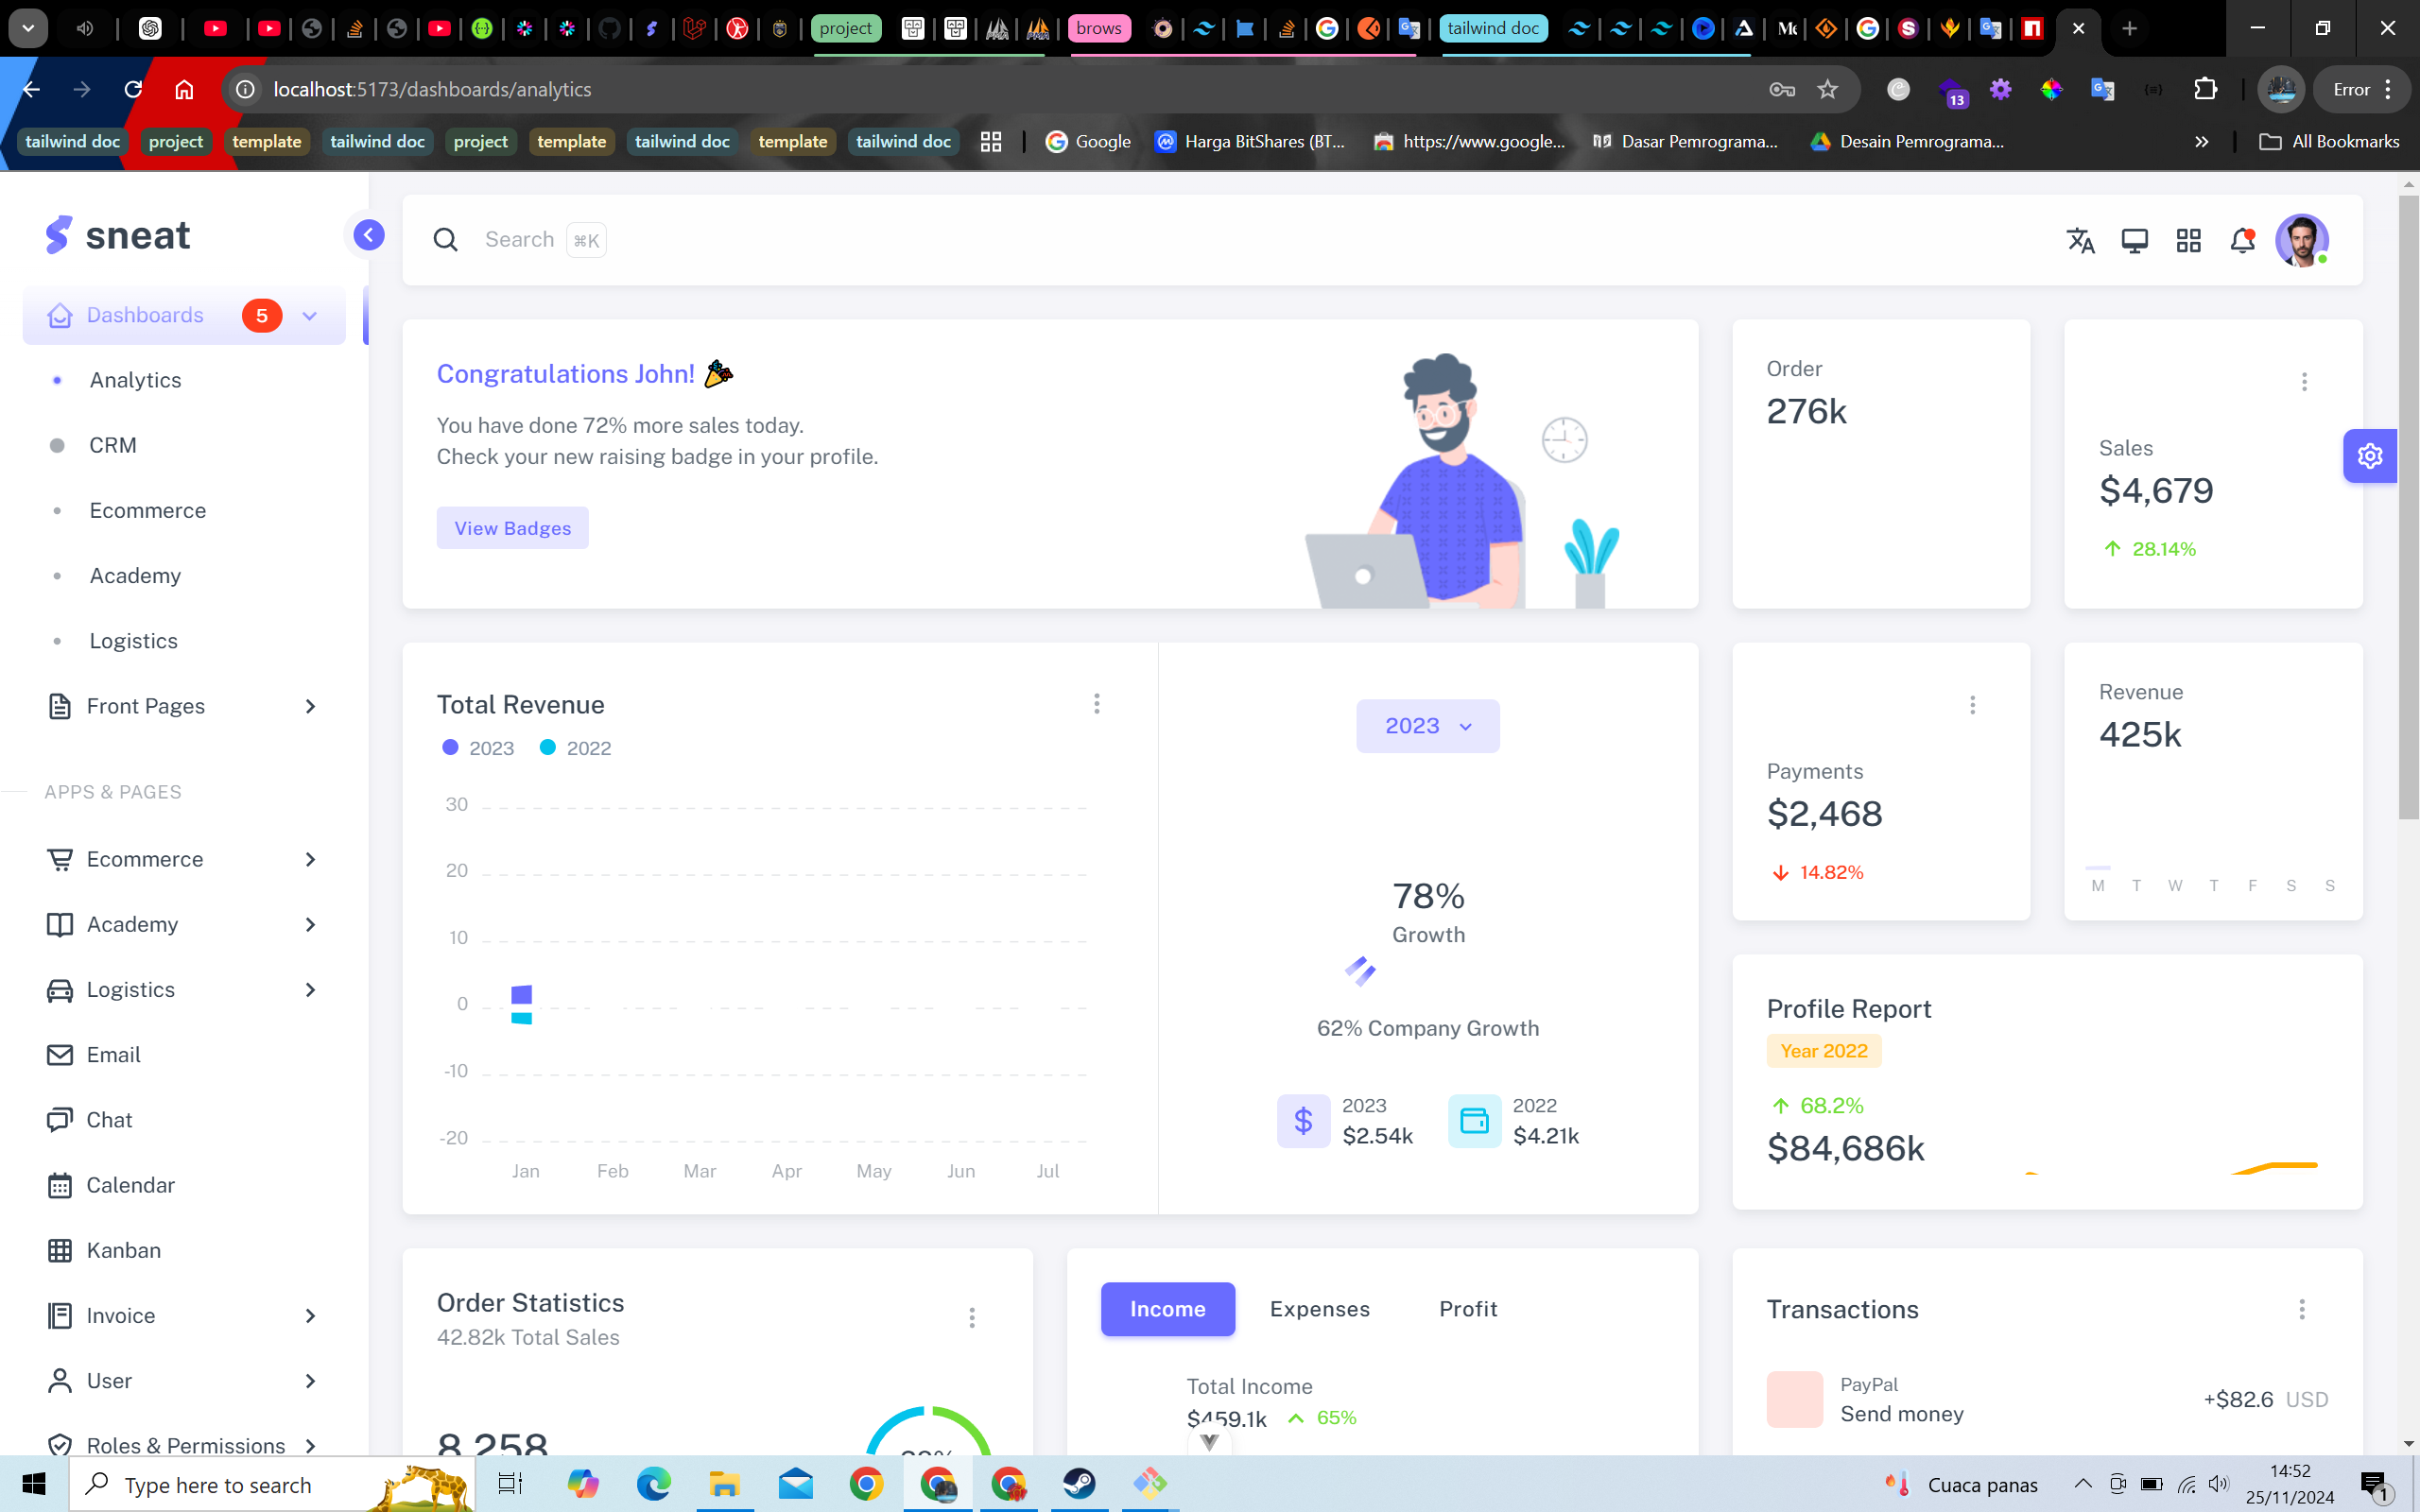 project
brows
tailwind doc
localhost:5173/dashboards/analytics
13
Error
tailwind doc
project
template
tailwind doc
project
template
tailwind doc
template
tailwind doc
Google
Harga BitShares (BT...
https://www.google...
Dasar Pemrograma...
Desain Pemrograma...
All Bookmarks
sneat
Search ⌘K
Dashboards 5
Analytics
CRM
Ecommerce
Academy
Logistics
Front Pages
APPS & PAGES
Ecommerce
Academy
Logistics
Email
Chat
Calendar
Kanban
Invoice
User
Roles & Permissions
Congratulations John!
You have done 72% more sales today.
Check your new raising badge in your profile.
View Badges
Order
276k
Sales
$4,679
28.14%
Total Revenue
2023 2022
30
20
10
0
-10
-20
Jan Feb Mar Apr May Jun Jul
2023
78%
Growth
62% Company Growth
2023
$2.54k
2022
$4.21k
Payments
$2,468
14.82%
Revenue
425k
M T W T F S S
Profile Report
Year 2022
68.2%
$84,686k
Order Statistics
42.82k Total Sales
8,258
Income Expenses Profit
Total Income
$459.1k 65%
Transactions
PayPal
Send money
+$82.6 USD
Type here to search
Cuaca panas
14:52
25/11/2024
1